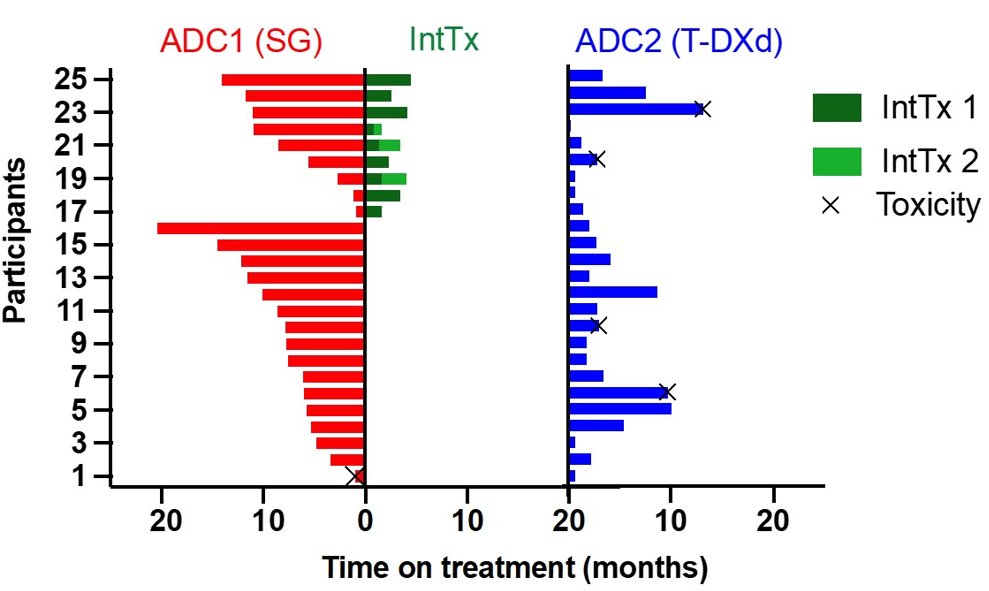 ADC1 (SG) IntTx ADC2 (T-DXd)
IntTx 1
IntTx 2
Toxicity
Participants
25
23
21
19
17
15
13
11
9
7
5
3
1
20 10 0 10 20 10 20
Time on treatment (months)